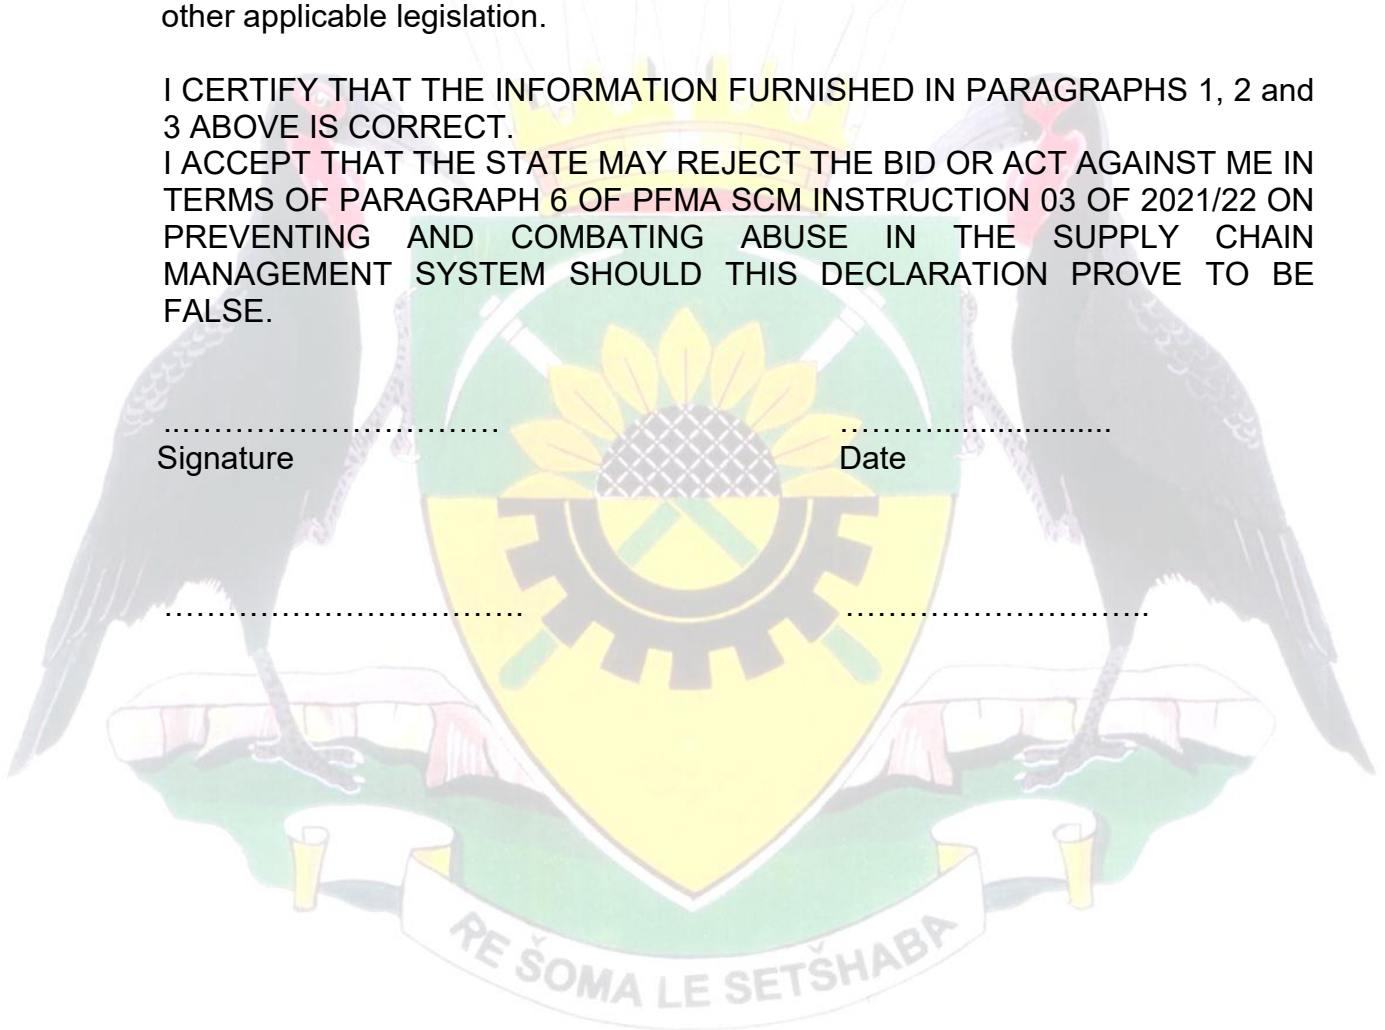 other applicable legislation.
I CERTIFY THAT THE INFORMATION FURNISHED IN PARAGRAPHS 1, 2 and
3 ABOVE IS CORRECT.
I ACCEPT THAT THE STATE MAY REJECT THE BID OR ACT AGAINST ME IN
TERMS OF PARAGRAPH 6 OF PFMA SCM INSTRUCTION 03 OF 2021/22 ON
PREVENTING AND COMBATING ABUSE IN THE SUPPLY CHAIN
MANAGEMENT SYSTEM SHOULD THIS DECLARATION PROVE TO BE
FALSE.
..…………………………… ………....................
Signature Date
……………………………. ………………………..
RE ŠOMA LE SETŠHABA